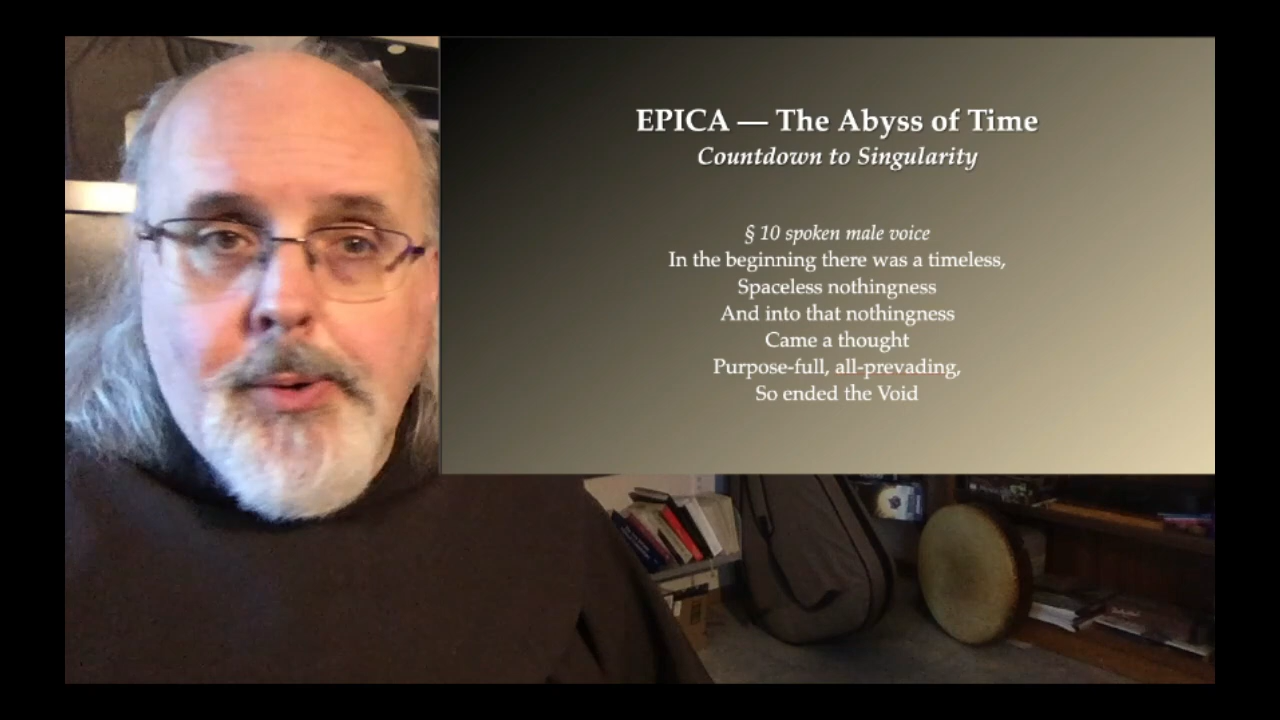 EPICA — The Abyss of Time
Countdown to Singularity
§ 10 spoken male voice
In the beginning there was a timeless,
Spaceless nothingness
And into that nothingness
Came a thought
Purpose-full, all-prevading,
So ended the Void